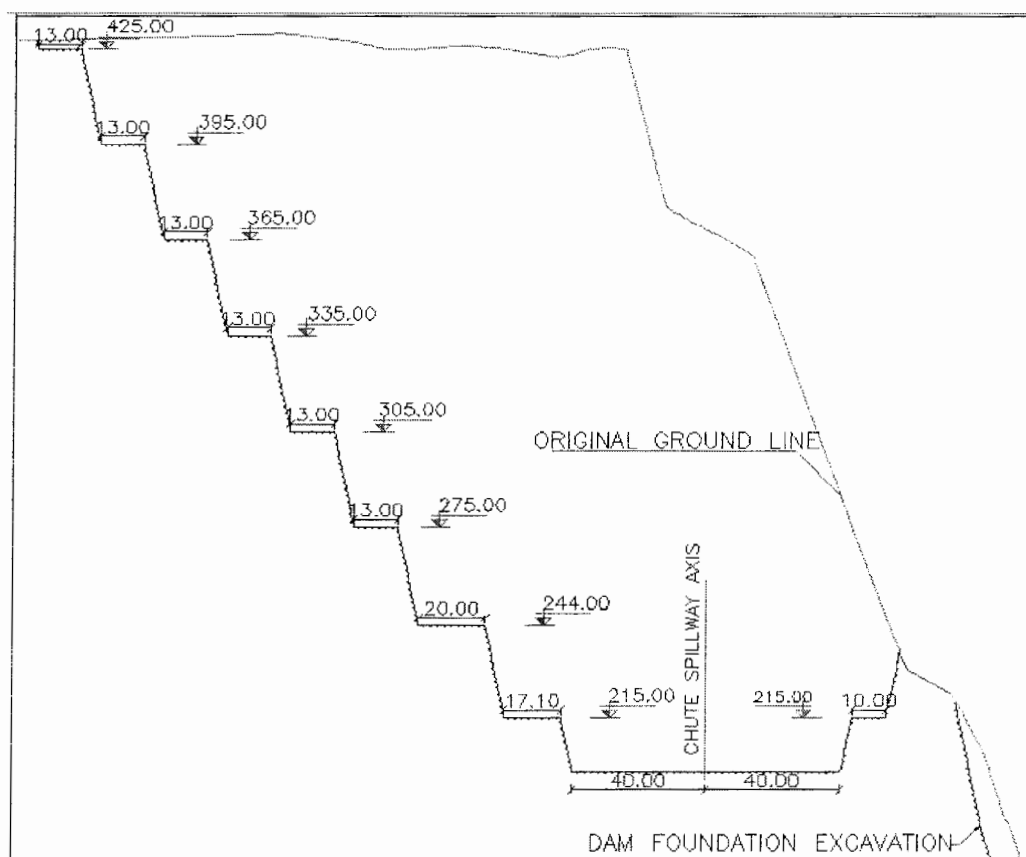 13.00 425.00
13.00 395.00
13.00 365.00
13.00 335.00
13.00 305.00
ORIGINAL GROUND LINE
13.00 275.00
CHUTE SPILLWAY AXIS
20.00 244.00
17.10 215.00 215.00 10.00
40.00 40.00
DAM FOUNDATION EXCAVATION